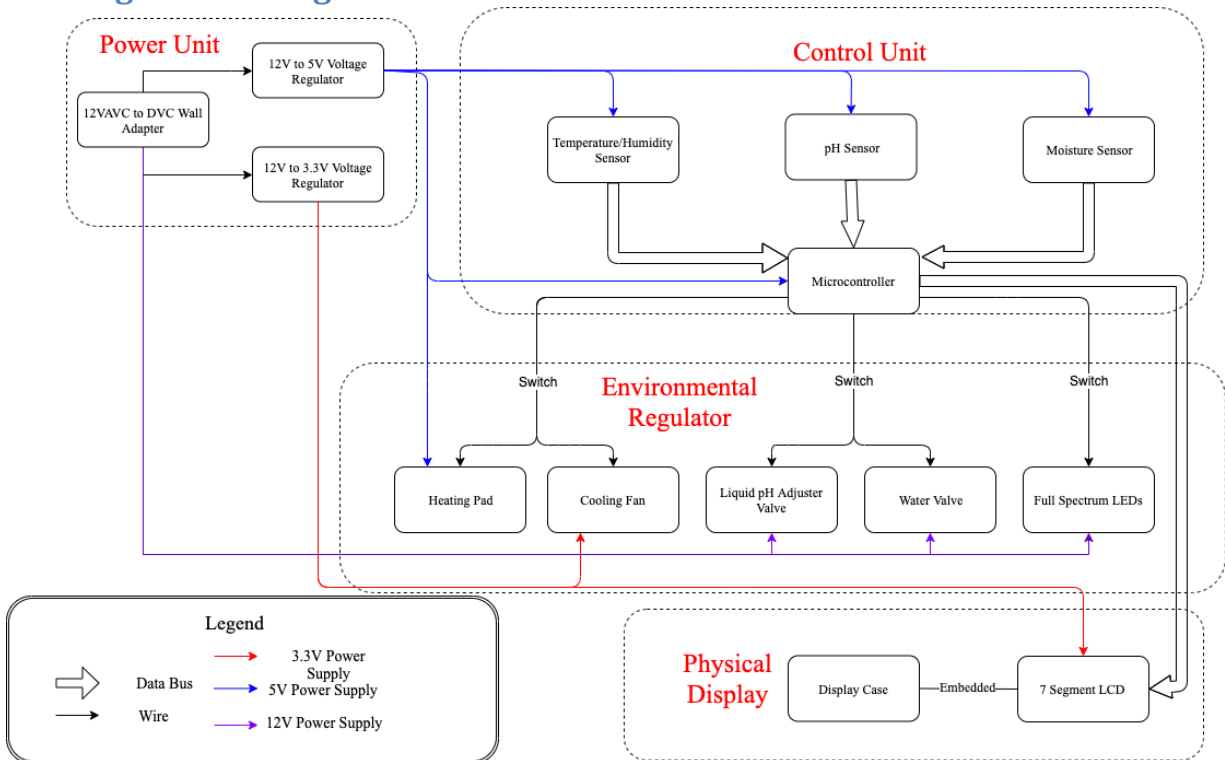 Power Unit
12V to 5V Voltage
Regulator
12VAVC to DVC Wall
Adapter
12V to 3.3V Voltage
Regulator
Control Unit
Temperature/Humidity
Sensor
pH Sensor
Moisture Sensor
Microcontroller
Switch
Switch
Switch
Environmental
Regulator
Heating Pad
Cooling Fan
Liquid pH Adjuster
Valve
Water Valve
Full Spectrum LEDs
Legend
Data Bus
Wire
3.3V Power
Supply
5V Power Supply
12V Power Supply
Physical
Display
Display Case
Embedded
7 Segment LCD